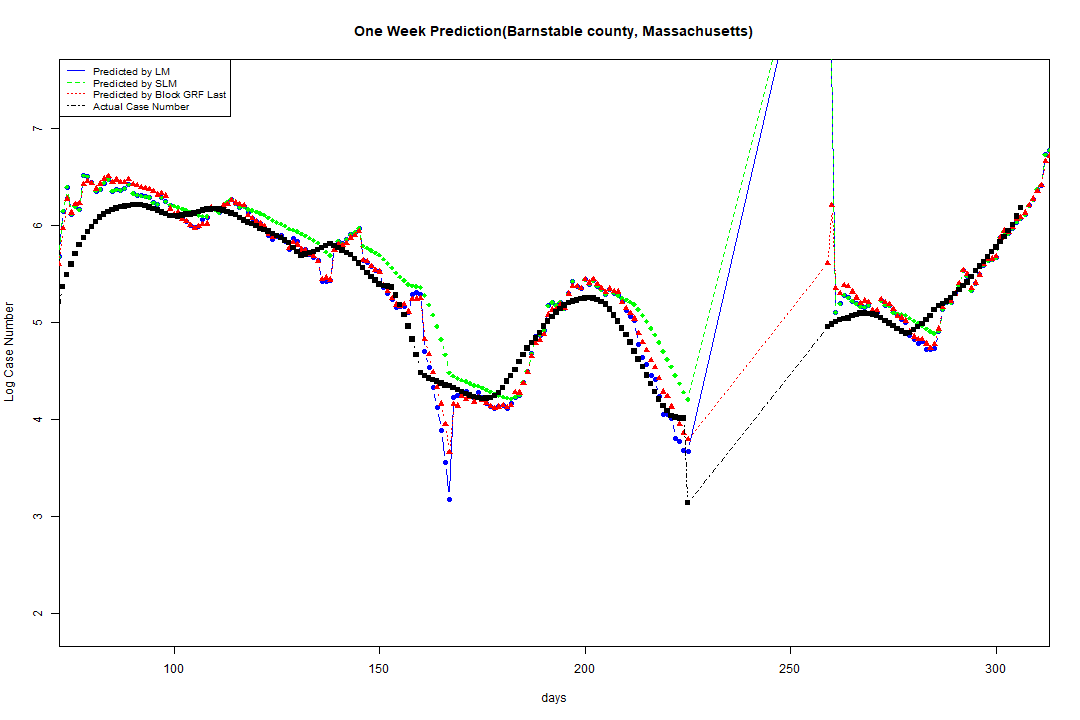 One Week Prediction(Barnstable county, Massachusetts)
Predicted by LM
Predicted by SLM
Predicted by Block GRF Last
Actual Case Number
Log Case Number
7
6
5
4
3
2
100 150 200 250 300
days